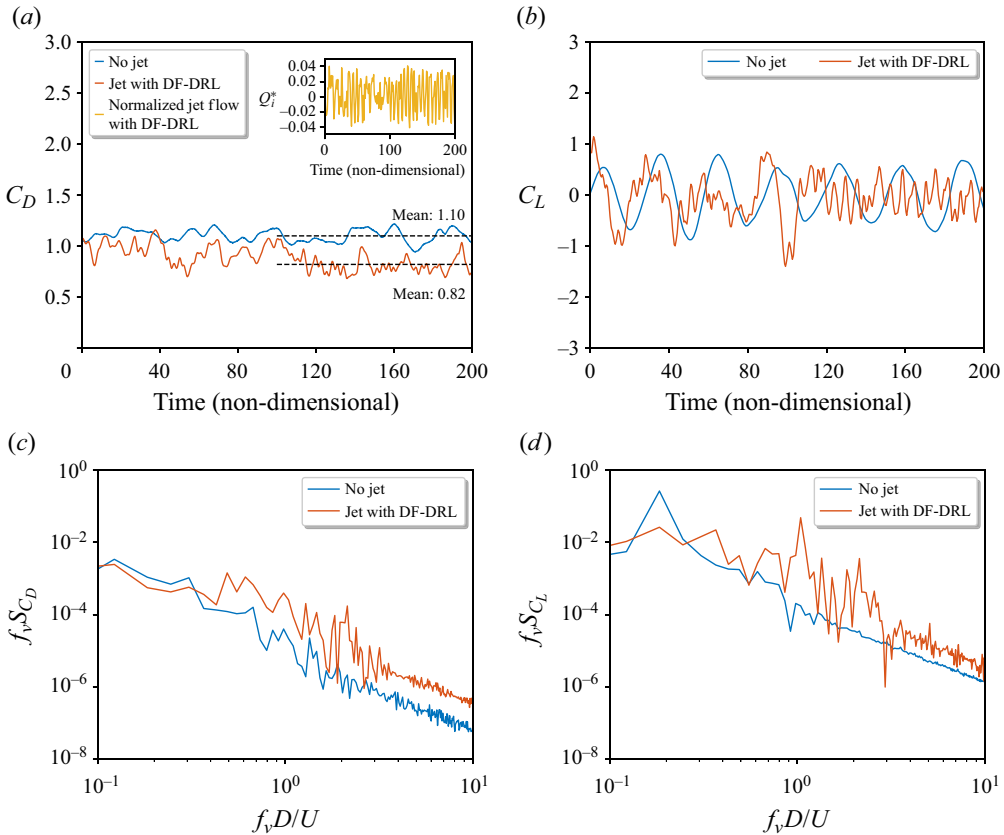 (a)
3.0
2.5
2.0
1.5
1.0
0.5
C_D
No jet
Jet with DF-DRL
Normalized jet flow
with DF-DRL
Q_i^*
0.04
0.02
0
−0.02
−0.04
0
100
200
Time (non-dimensional)
Mean: 1.10
Mean: 0.82
0
40
80
120
160
200
Time (non-dimensional)
(b)
3
2
1
0
−1
−2
−3
C_L
No jet
Jet with DF-DRL
0
40
80
120
160
200
Time (non-dimensional)
(c)
10^0
10^−2
10^−4
10^−6
10^−8
f_v S_{C_D}
No jet
Jet with DF-DRL
10^−1
10^0
10^1
f_v D/U
(d)
10^0
10^−2
10^−4
10^−6
10^−8
f_v S_{C_L}
No jet
Jet with DF-DRL
10^−1
10^0
10^1
f_v D/U